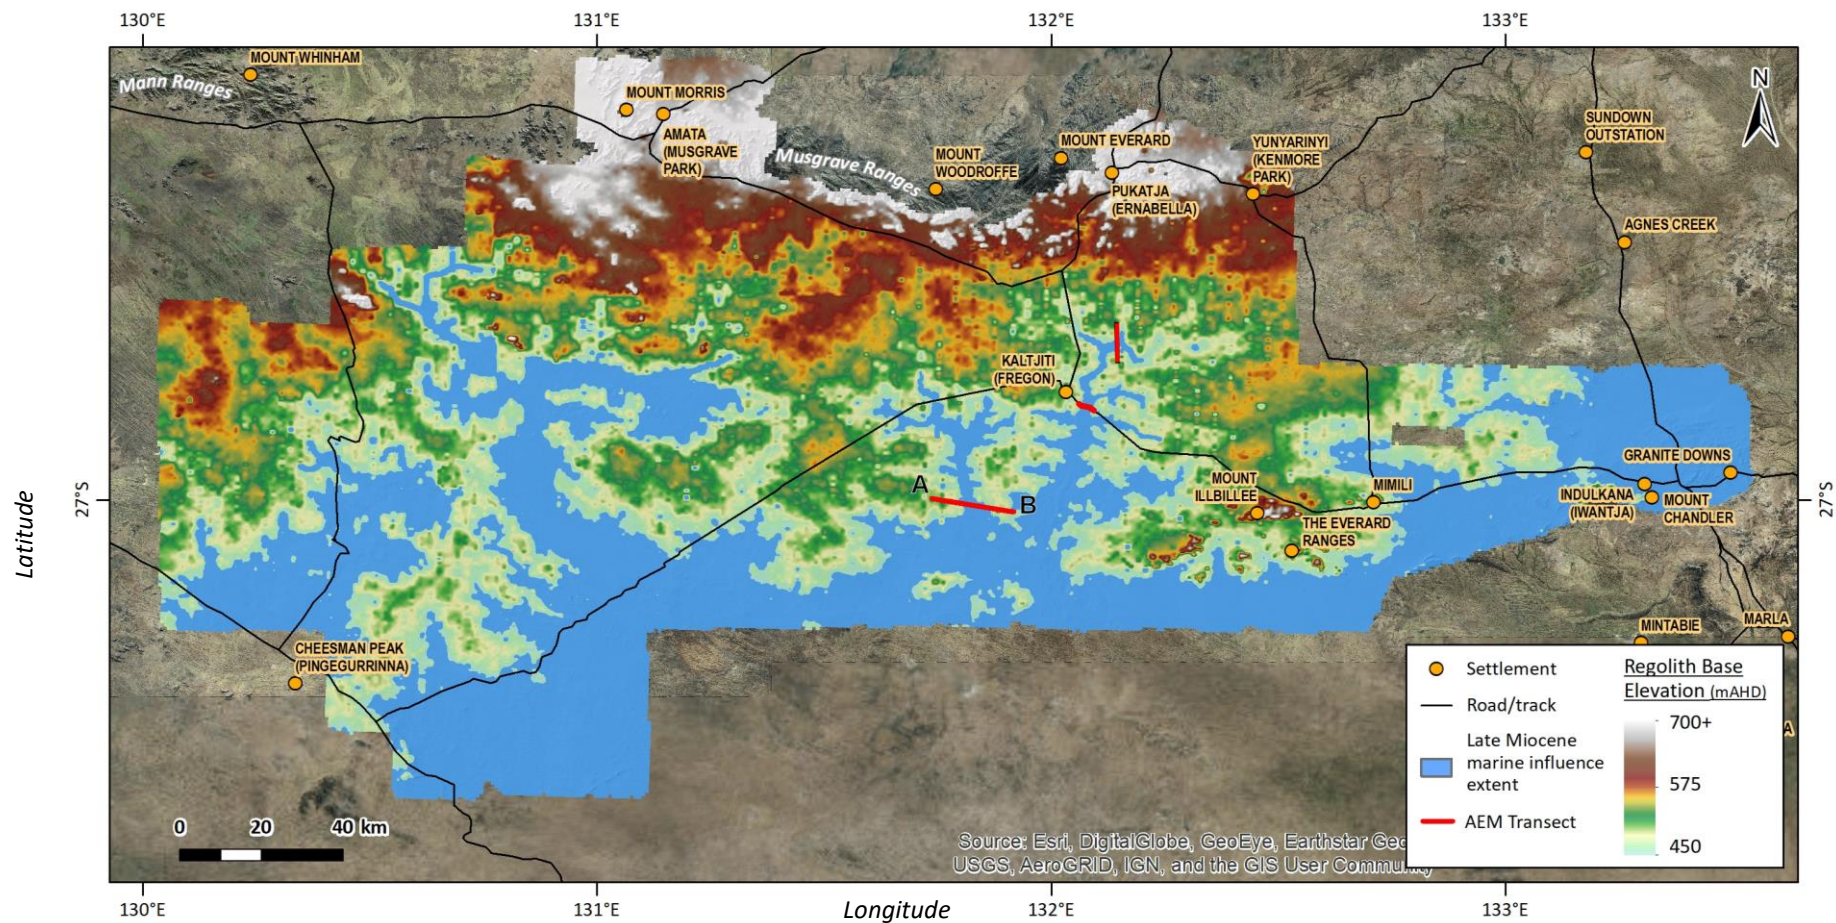 130°E
131°E
132°E
133°E
MOUNT WHINHAM
Mann Ranges
MOUNT MORRIS
AMATA
(MUSGRAVE
PARK)
Musgrave Ranges
MOUNT
WOODROFFE
MOUNT EVERARD
PUKATJA
(ERNABELLA)
YUNYARINYI
(KENMORE
PARK)
SUNDOWN
OUTSTATION
N
AGNES CREEK
KALTJITI
(FREGON)
A
B
MOUNT
ILLBILLEE
MIMILI
THE EVERARD
RANGES
GRANITE DOWNS
INDULKANA
(IWANTJA)
MOUNT
CHANDLER
27°S
27°S
Latitude
CHEESMAN PEAK
(PINGEGURRINNA)
MINTABIE
MARLA
Settlement
Road/track
Late Miocene
marine influence
extent
AEM Transect
Regolith Base
Elevation (mAHD)
700+
575
450
A
0 20 40 km
Source: Esri, DigitalGlobe, GeoEye, Earthstar Geo
USGS, AeroGRID, IGN, and the GIS User Community
130°E
131°E
132°E
133°E
Longitude